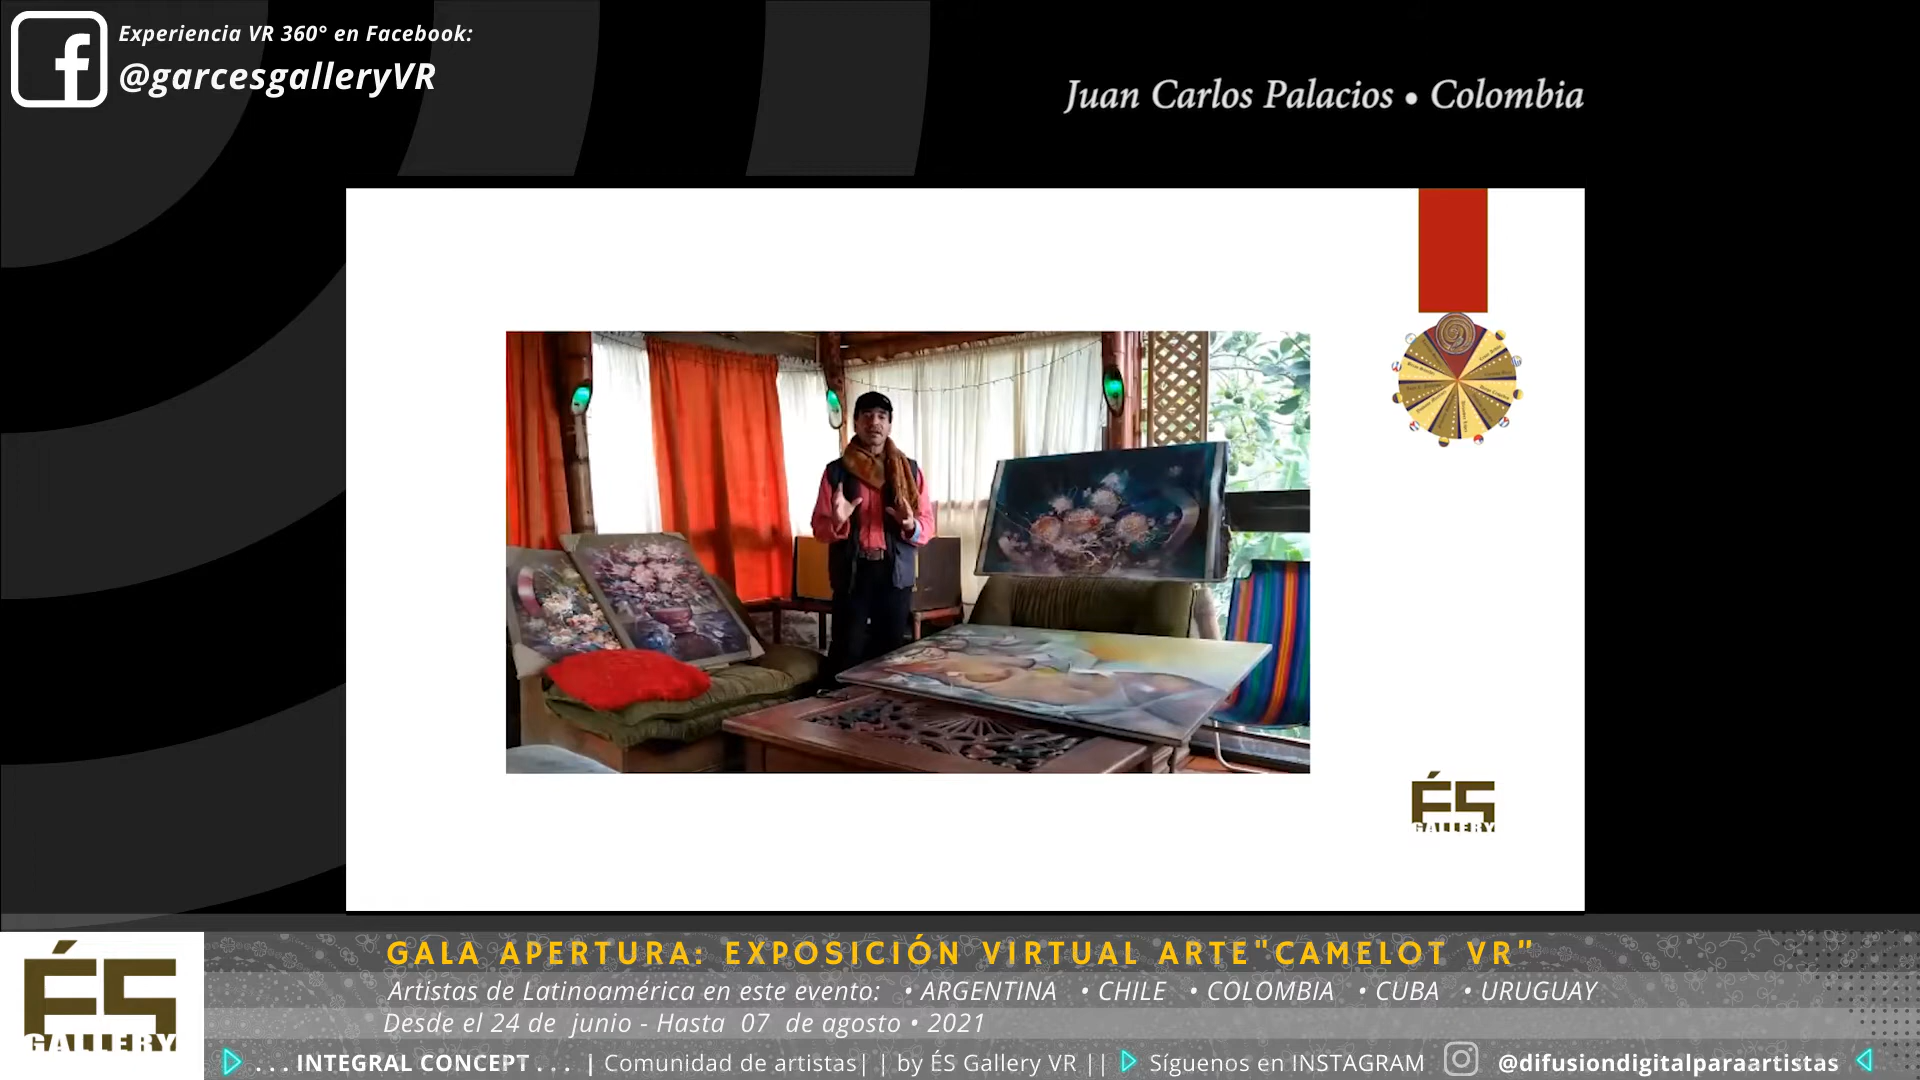 Experiencia VR 360° en Facebook:
@garcesgalleryVR
Juan Carlos Palacios • Colombia
ÉS
GALLERY
GALA APERTURA: EXPOSICIÓN VIRTUAL ARTE"CAMELOT VR"
Artistas de Latinoamérica en este evento: • ARGENTINA • CHILE • COLOMBIA • CUBA • URUGUAY
Desde el 24 de junio - Hasta 07 de agosto • 2021
ÉS
GALLERY
. . . INTEGRAL CONCEPT . . . | Comunidad de artistas| | by ÉS Gallery VR || Síguenos en INSTAGRAM @difusiondigitalparaartistas